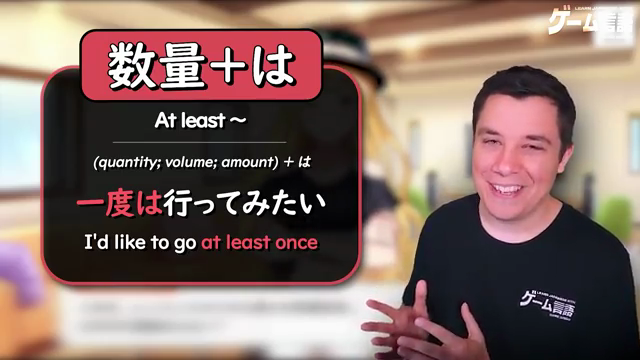 ゲーム言語
数量＋は
At least ～
(quantity; volume; amount) + は
一度は行ってみたい
I'd like to go at least once
ゲーム言語